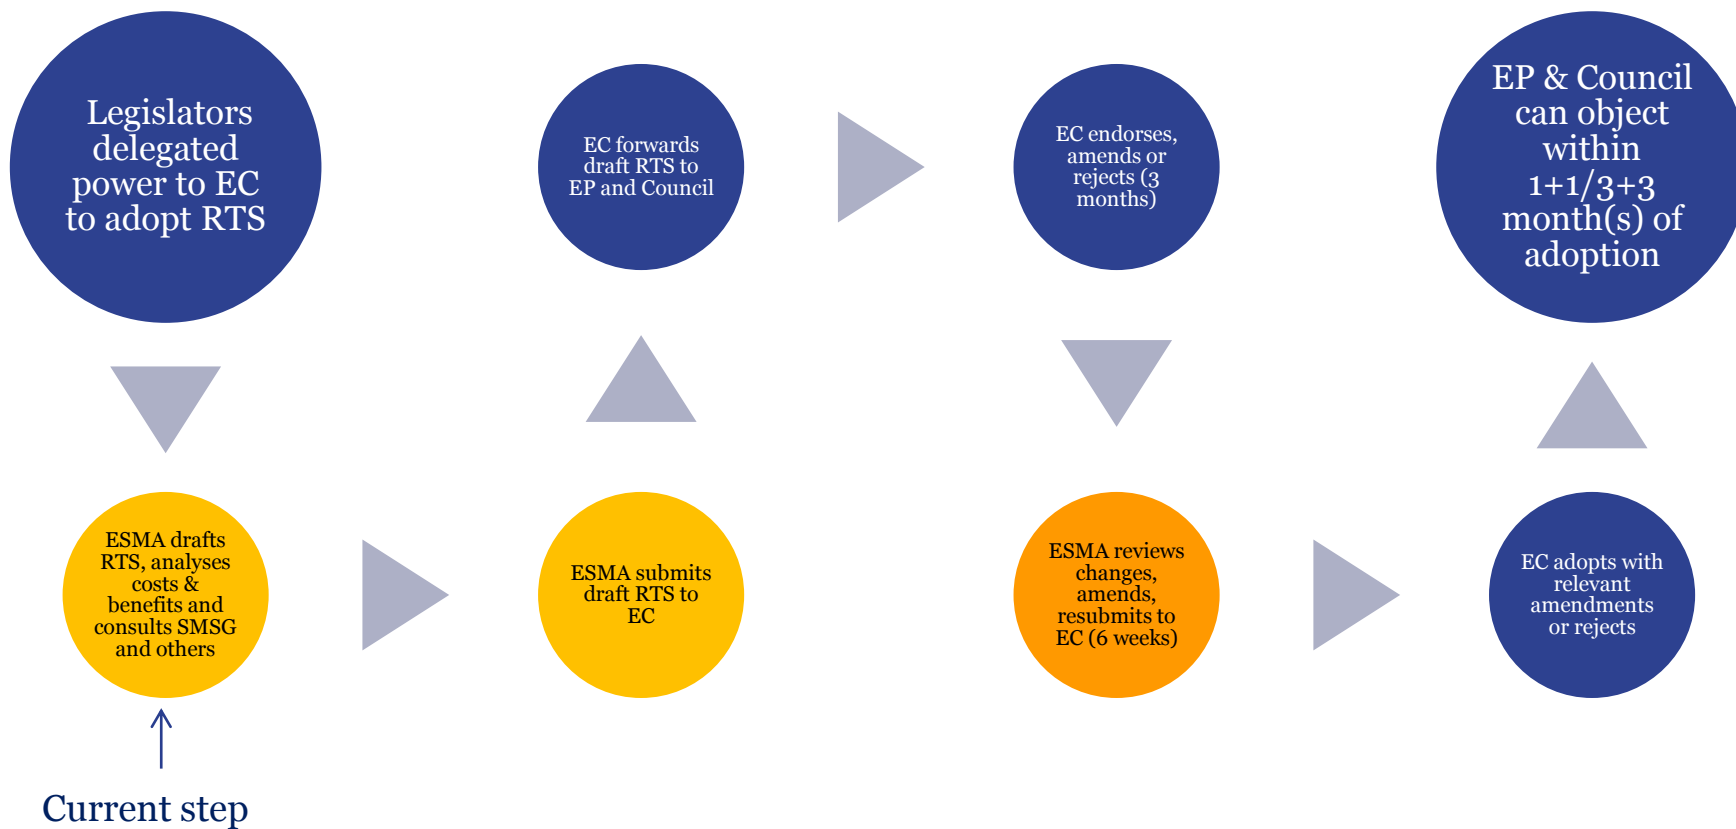 Legislators
delegated
power to EC
to adopt RTS
ESMA drafts
RTS, analyses
costs &
benefits and
consults SMSG
and others
Current step
ESMA submits
draft RTS to
EC
EC forwards
draft RTS to
EP and Council
EC endorses,
amends or
rejects (3
months)
ESMA reviews
changes,
amends,
resubmits to
EC (6 weeks)
EC adopts with
relevant
amendments
or rejects
EP & Council
can object
within
1+1/3+3
month(s) of
adoption